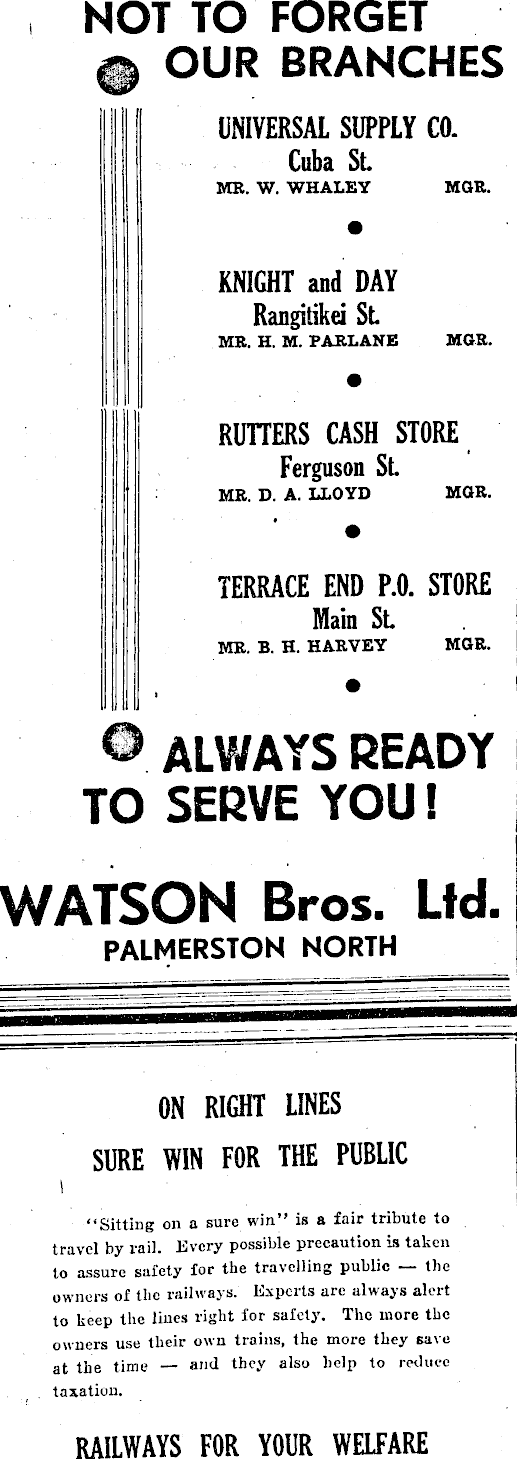 NOT TO FORGET
OUR BRANCHES
UNIVERSAL SUPPLY CO.
Cuba St.
MR. W. WHALEY MGR.
KNIGHT and DAY
Rangitikei St.
MR. H. M. PARLANE MGR.
RUTTERS CASH STORE
Ferguson St.
MR. D. A. LLOYD MGR.
TERRACE END P.O. STORE
Main St.
MR. B. H. HARVEY MGR.
ALWAYS READY
TO SERVE YOU!
WATSON Bros. Ltd.
PALMERSTON NORTH
ON RIGHT LINES
SURE WIN FOR THE PUBLIC
"Sitting on a sure win" is a fair tribute to
travel by rail. Every possible precaution is taken
to assure safety for the travelling public — the
owners of the railways. Experts are always alert
to keep the lines right for safety. The more the
owners use their own trains, the more they save
at the time — and they also help to reduce
taxation.
RAILWAYS FOR YOUR WELFARE